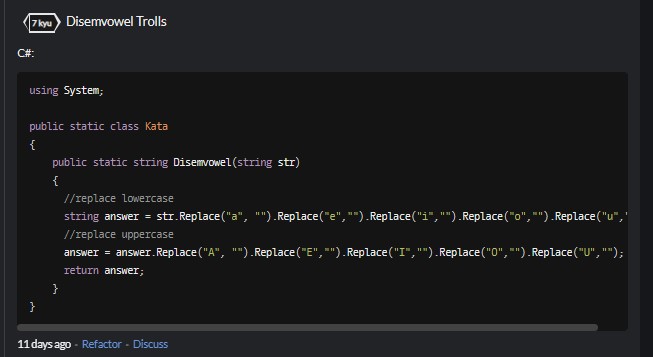 7 kyu Disemvowel Trolls
C#:
using System;
public static class Kata
{
public static string Disemvowel(string str)
{
//replace lowercase
string answer = str.Replace("a", "").Replace("e","").Replace("i","").Replace("o","").Replace("u",'
//replace uppercase
answer = answer.Replace("A", "").Replace("E","").Replace("I","").Replace("O","").Replace("U","");
return answer;
}
}
11 days ago - Refactor - Discuss